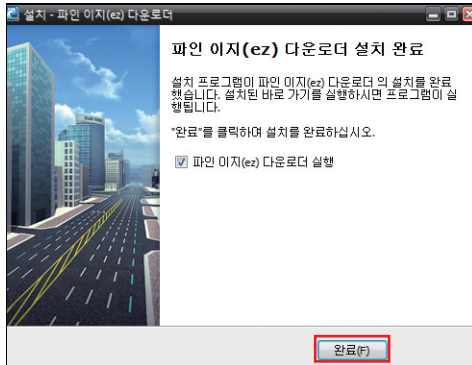 설치 - 파인 이지(ez) 다운로더
파인 이지(ez) 다운로더 설치 완료
설치 프로그램이 파인 이지(ez) 다운로더 의 설치를 완료
했습니다. 설치된 바로 가기를 실행하시면 프로그램이 실
행됩니다.
"완료"를 클릭하여 설치를 완료하십시오.
파인 이지(ez) 다운로더 실행
완료(F)